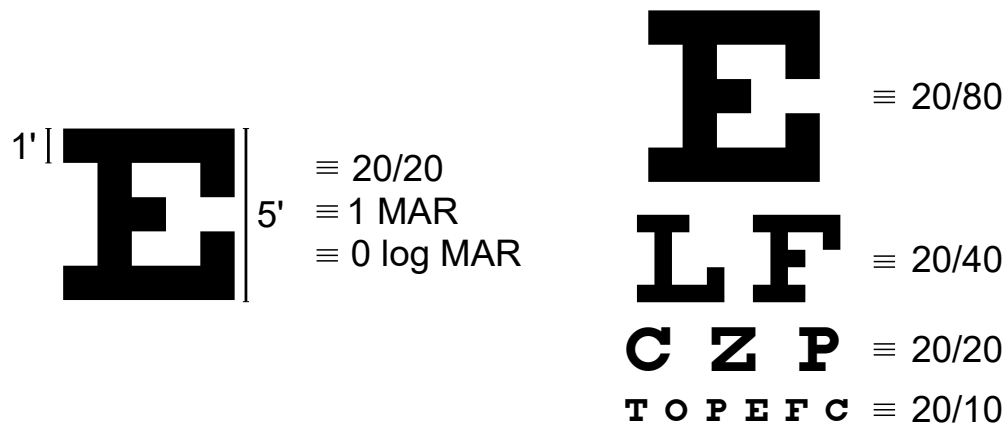 1'
E
5'
≡ 20/20
≡ 1 MAR
≡ 0 log MAR
E ≡ 20/80
L F ≡ 20/40
C Z P ≡ 20/20
T O P E F C ≡ 20/10